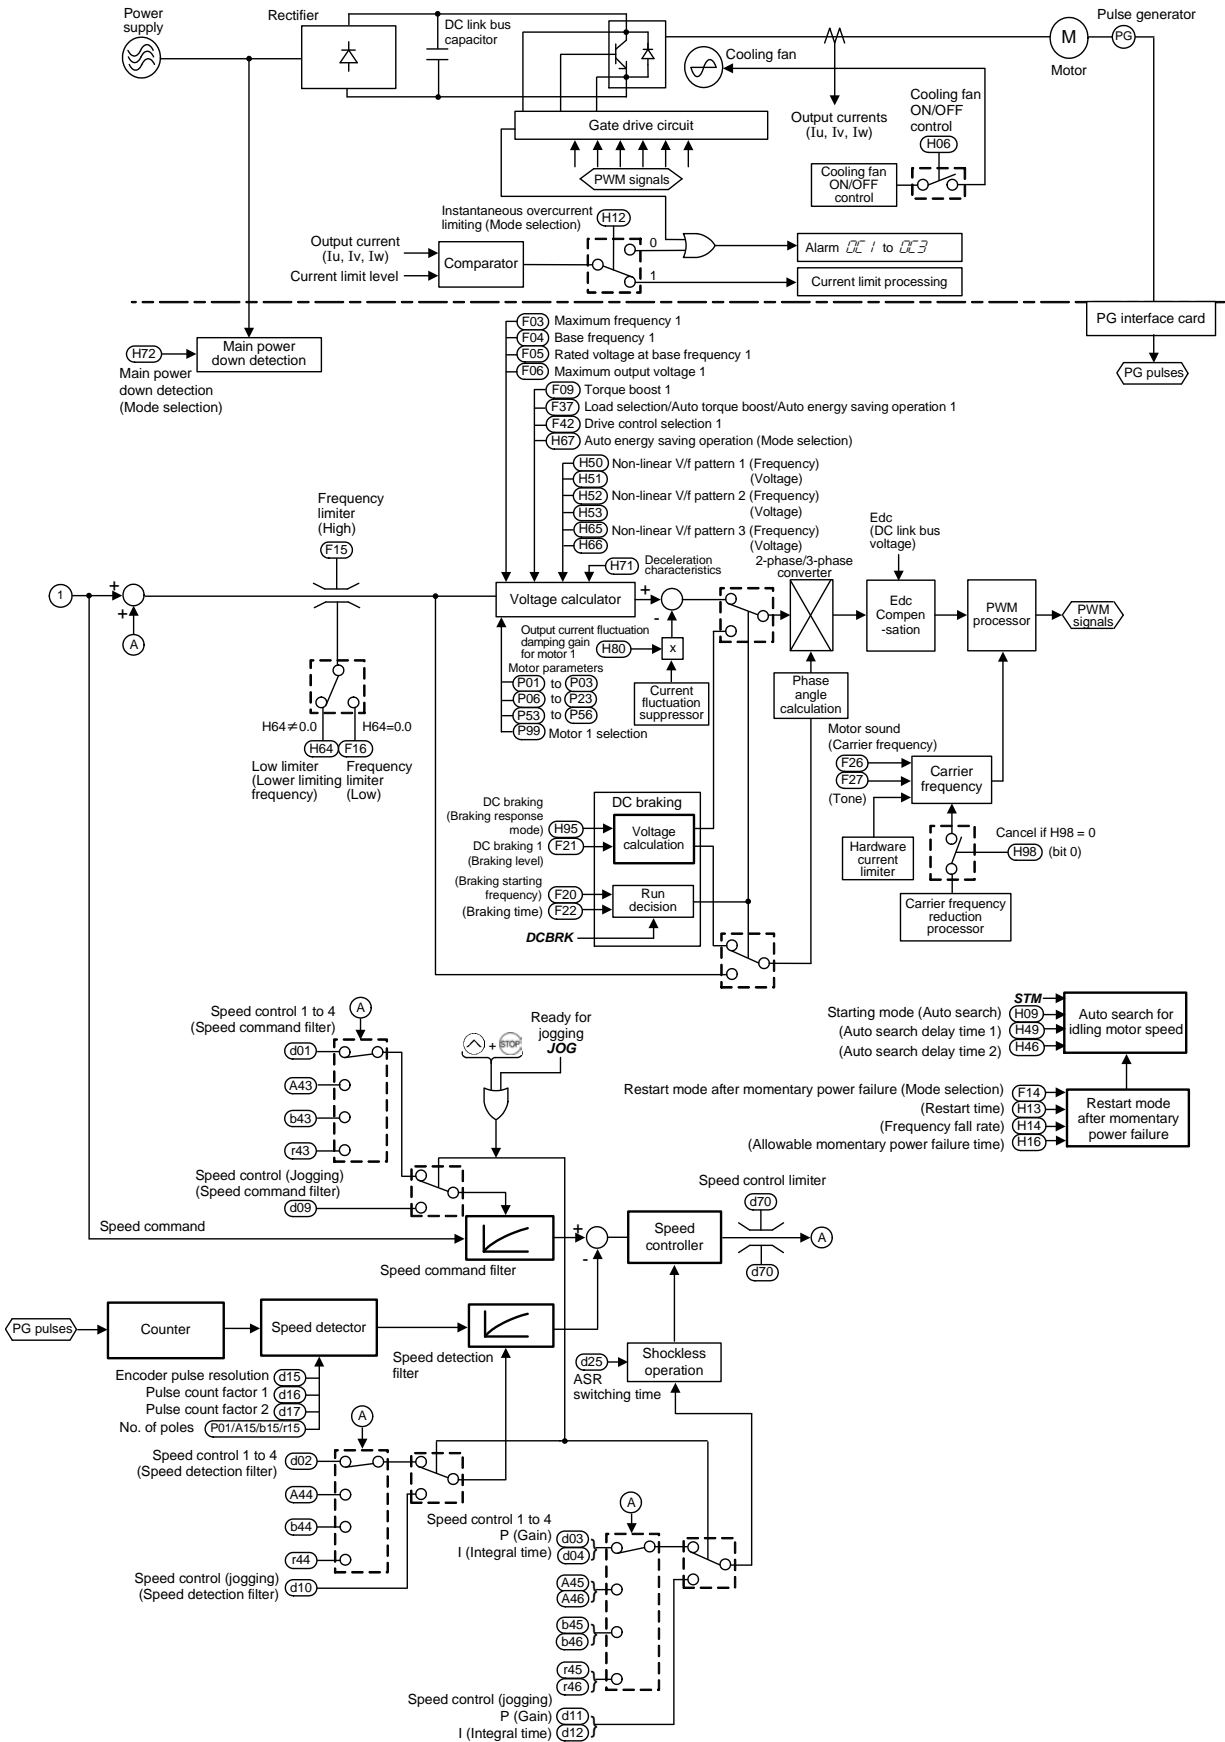 Power
supply
Rectifier
DC link bus
capacitor
Pulse generator
M
PG
Motor
Cooling fan
Cooling fan
ON/OFF
control
H06
Output currents
(Iu, Iv, Iw)
Gate drive circuit
PWM signals
Cooling fan
ON/OFF
control
Instantaneous overcurrent
limiting (Mode selection)
H12
Output current
(Iu, Iv, Iw)
Current limit level
Comparator
0
1
Alarm OC1 to OC3
Current limit processing
PG interface card
PG pulses
H72
Main power
down detection
Main power
down detection
(Mode selection)
F03 Maximum frequency 1
F04 Base frequency 1
F05 Rated voltage at base frequency 1
F06 Maximum output voltage 1
F09 Torque boost 1
F37 Load selection/Auto torque boost/Auto energy saving operation 1
F42 Drive control selection 1
H67 Auto energy saving operation (Mode selection)
H50 Non-linear V/f pattern 1 (Frequency)
H51 (Voltage)
H52 Non-linear V/f pattern 2 (Frequency)
H53 (Voltage)
H65 Non-linear V/f pattern 3 (Frequency)
H66 (Voltage)
H71 Deceleration
characteristics
Frequency
limiter
(High)
F15
1
+
+
A
Voltage calculator
+
-
2-phase/3-phase
converter
Edc
(DC link bus
voltage)
Edc
Compen
-sation
PWM
processor
PWM
signals
Output current fluctuation
damping gain
for motor 1
H80
x
Current
fluctuation
suppressor
Motor parameters
P01 to P03
P06 to P23
P53 to P56
P99 Motor 1 selection
Phase
angle
calculation
H64≠0.0
H64=0.0
H64
F16
Low limiter
(Lower limiting
frequency)
Frequency
limiter
(Low)
Motor sound
(Carrier frequency)
F26
F27
(Tone)
Carrier
frequency
Hardware
current
limiter
Cancel if H98 = 0
H98 (bit 0)
Carrier frequency
reduction
processor
DC braking
DC braking
(Braking response
mode)
H95
DC braking 1
(Braking level)
F21
Voltage
calculation
(Braking starting
frequency)
F20
(Braking time) F22
Run
decision
DCBRK
STM
Starting mode (Auto search) H09
(Auto search delay time 1) H49
(Auto search delay time 2) H46
Auto search for
idling motor speed
Restart mode after momentary power failure (Mode selection) F14
(Restart time) H13
(Frequency fall rate) H14
(Allowable momentary power failure time) H16
Restart mode
after momentary
power failure
Speed control 1 to 4
(Speed command filter)
A
d01
A43
b43
r43
Speed control (Jogging)
(Speed command filter)
d09
+ STOP
Ready for
jogging
JOG
Speed command
Speed command filter
+
-
Speed
controller
Speed control limiter
d70
d70
A
PG pulses
Counter
Speed detector
Speed detection
filter
Encoder pulse resolution d15
Pulse count factor 1 d16
Pulse count factor 2 d17
No. of poles P01/A15/b15/r15
d25
ASR
switching time
Shockless
operation
A
Speed control 1 to 4
(Speed detection filter)
d02
A44
b44
r44
Speed control (jogging)
(Speed detection filter)
d10
A
Speed control 1 to 4
P (Gain) d03
I (Integral time) d04
A45
A46
b45
b46
r45
r46
Speed control (jogging)
P (Gain) d11
I (Integral time) d12